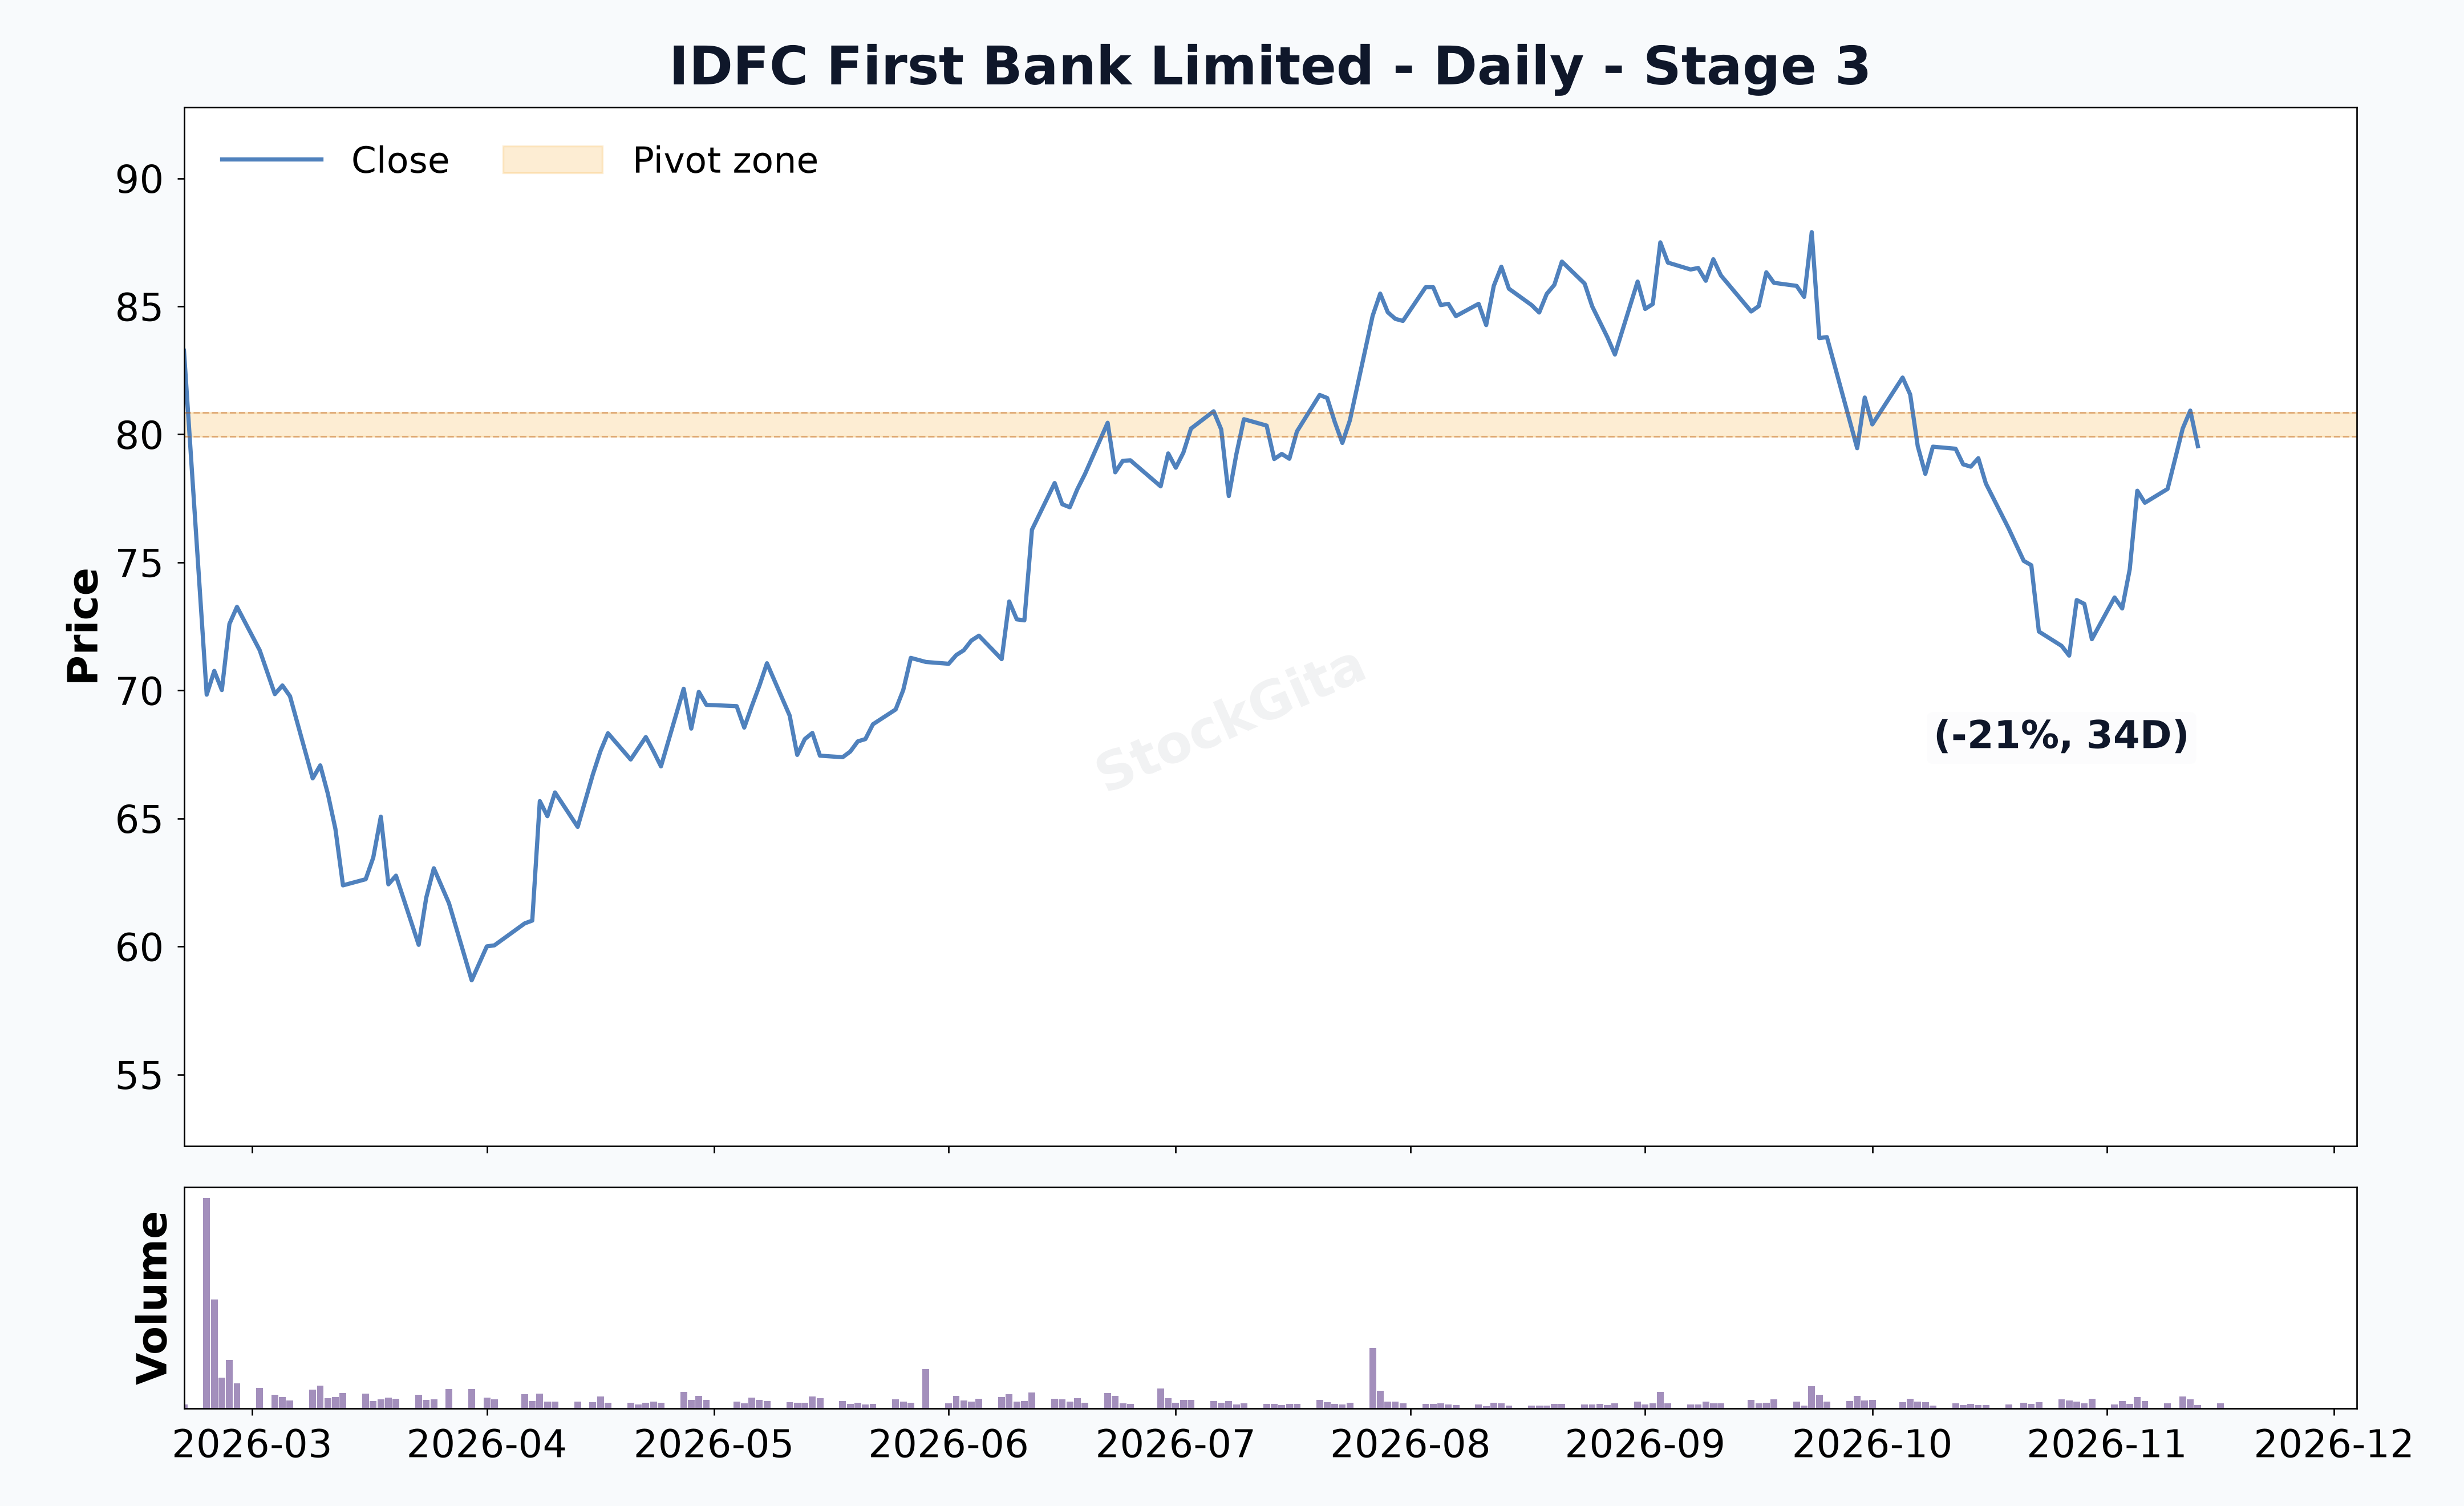 IDFC First Bank Limited - Daily - Stage 3
Close
Pivot zone
90
85
80
75
70
65
60
55
Price
StockGita
(-21%, 34D)
Volume
2026-03
2026-04
2026-05
2026-06
2026-07
2026-08
2026-09
2026-10
2026-11
2026-12